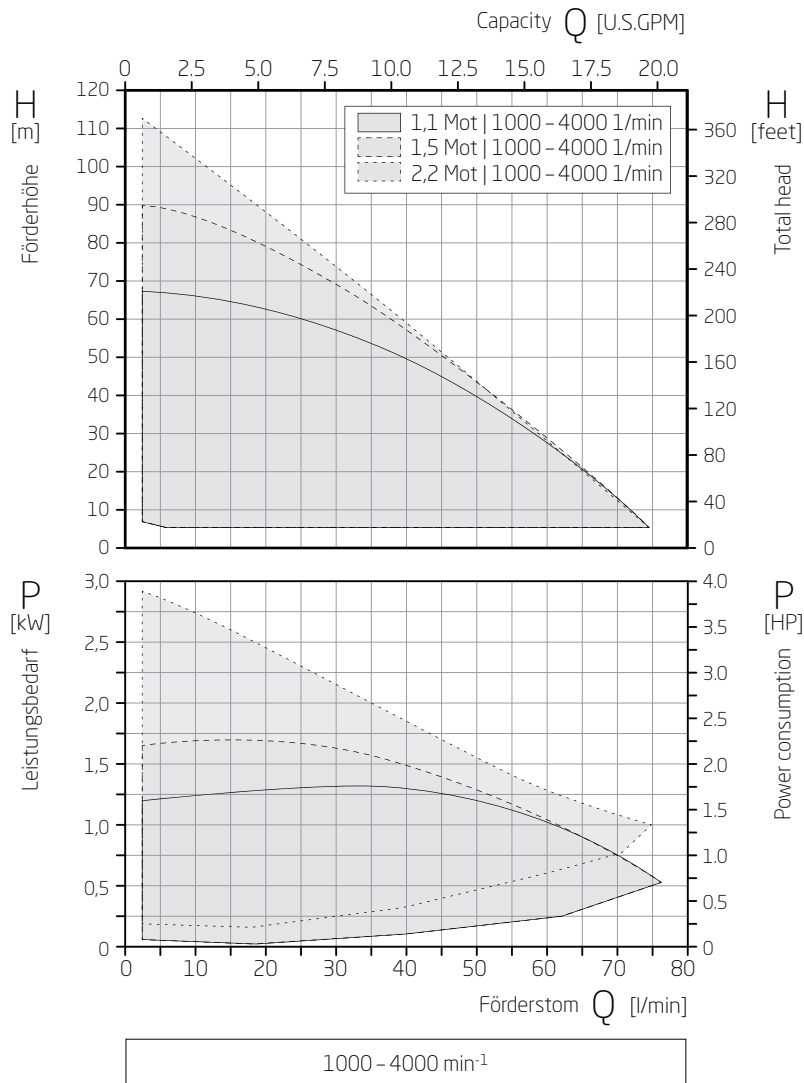 Capacity Q [U.S.GPM]
0 2.5 5.0 7.5 10.0 12.5 15.0 17.5 20.0
H
[m]
Förderhöhe
120
110
100
90
80
70
60
50
40
30
20
10
0
1,1 Mot | 1000 – 4000 1/min
1,5 Mot | 1000 – 4000 1/min
2,2 Mot | 1000 – 4000 1/min
H
[feet]
Total head
360
320
280
240
200
160
120
80
40
0
P
[kW]
Leistungsbedarf
3,0
2,5
2,0
1,5
1,0
0,5
0
P
[HP]
Power consumption
4.0
3.5
3.0
2.5
2.0
1.5
1.0
0.5
0
0 10 20 30 40 50 60 70 80
Förderstom Q [l/min]
1000 – 4000 min-1